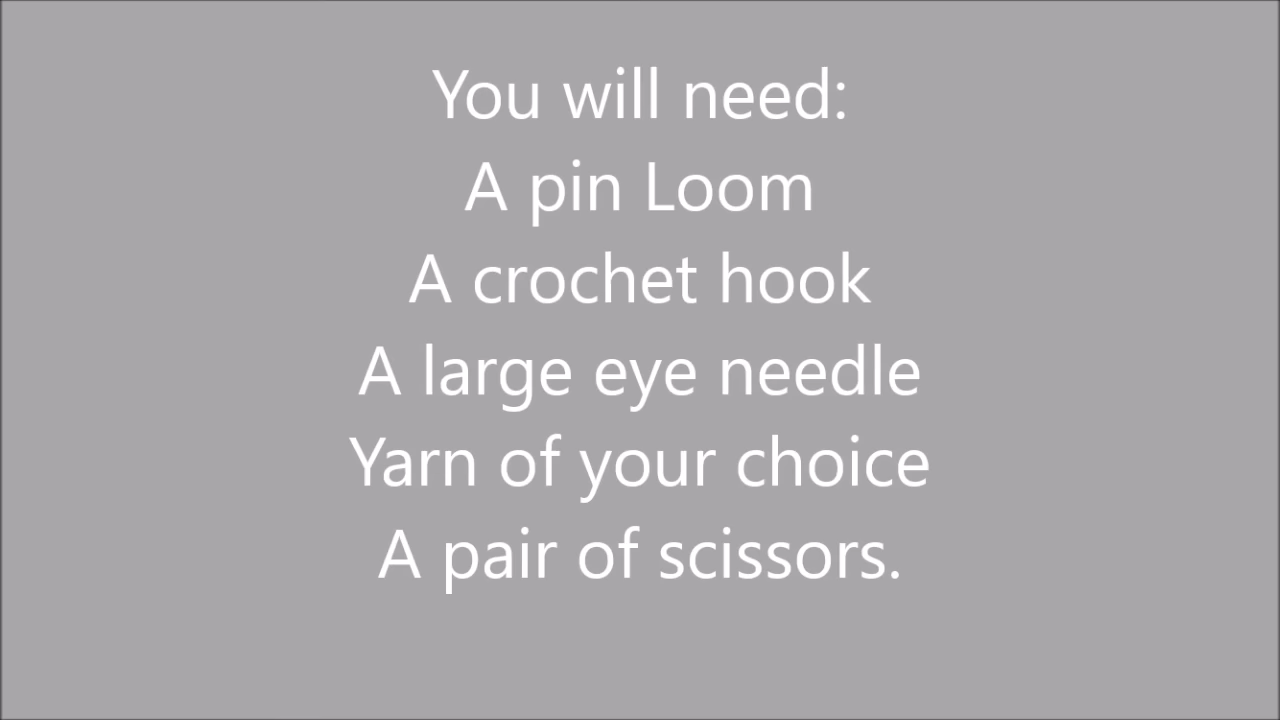 You will need:
A pin Loom
A crochet hook
A large eye needle
Yarn of your choice
A pair of scissors.